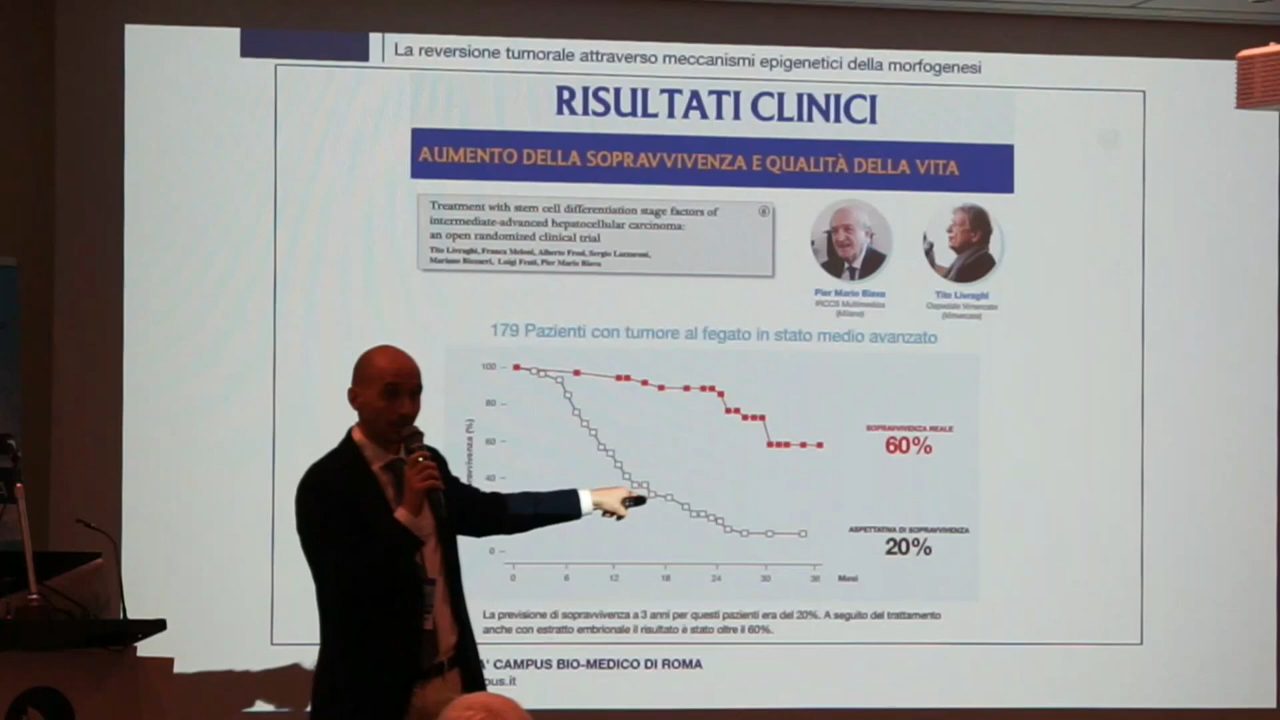 La reversione tumorale attraverso meccanismi epigenetici della morfogenesi
RISULTATI CLINICI
AUMENTO DELLA SOPRAVVIVENZA E QUALITÀ DELLA VITA
Treatment with stem cell differentiation stage factors of
intermediate-advanced hepatocellular carcinoma:
an open randomized clinical trial
Tito Livraghi, Franca Meloni, Alberto Frosi, Sergio Lazzaroni,
Mariano Bizzarri, Luigi Frati, Pier Mario Biava
Pier Mario Biava
IRCCS Multimedica
(Milano)
Tito Livraghi
Ospedale Vimercate
(Vimercate)
179 Pazienti con tumore al fegato in stato medio avanzato
100
80
60
40
0
0 6 12 18 24 30 36 Mesi
SOPRAVVIVENZA REALE
60%
ASPETTATIVA DI SOPRAVVIVENZA
20%
La previsione di sopravvivenza a 3 anni per questi pazienti era del 20%. A seguito del trattamento
anche con estratto embrionale il risultato è stato oltre il 60%.
CAMPUS BIO-MEDICO DI ROMA